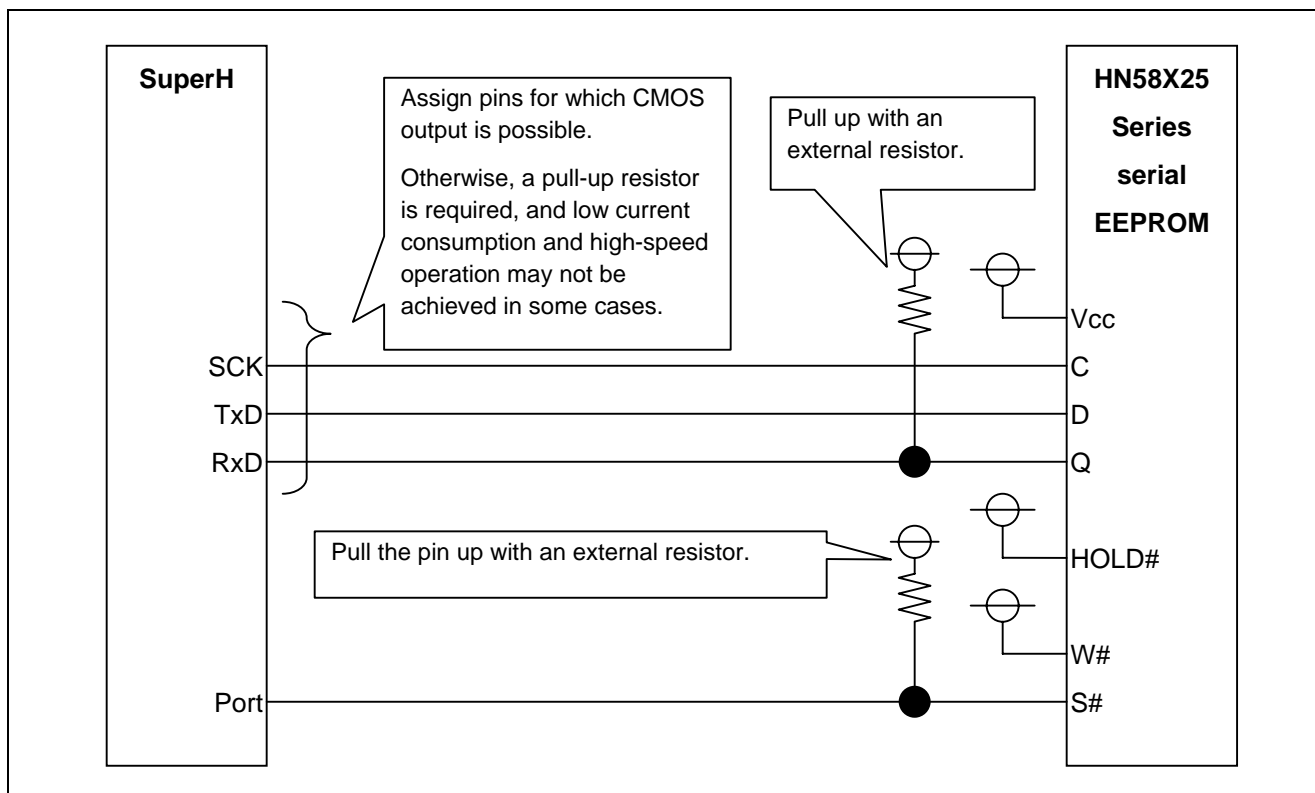 SuperH
Assign pins for which CMOS
output is possible.
Otherwise, a pull-up resistor
is required, and low current
consumption and high-speed
operation may not be
achieved in some cases.
Pull up with an
external resistor.
HN58X25
Series
serial
EEPROM
Vcc
SCK
C
TxD
D
RxD
Q
Pull the pin up with an external resistor.
HOLD#
W#
Port
S#